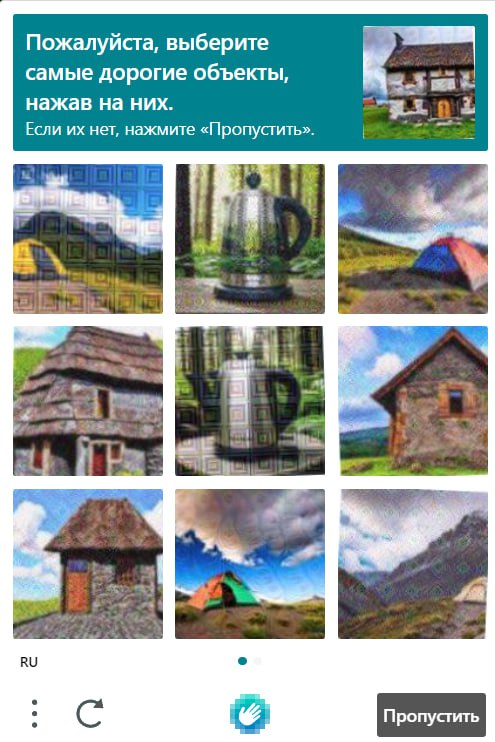 Пожалуйста, выберите
самые дорогие объекты,
нажав на них.
Если их нет, нажмите «Пропустить».
RU
Пропустить